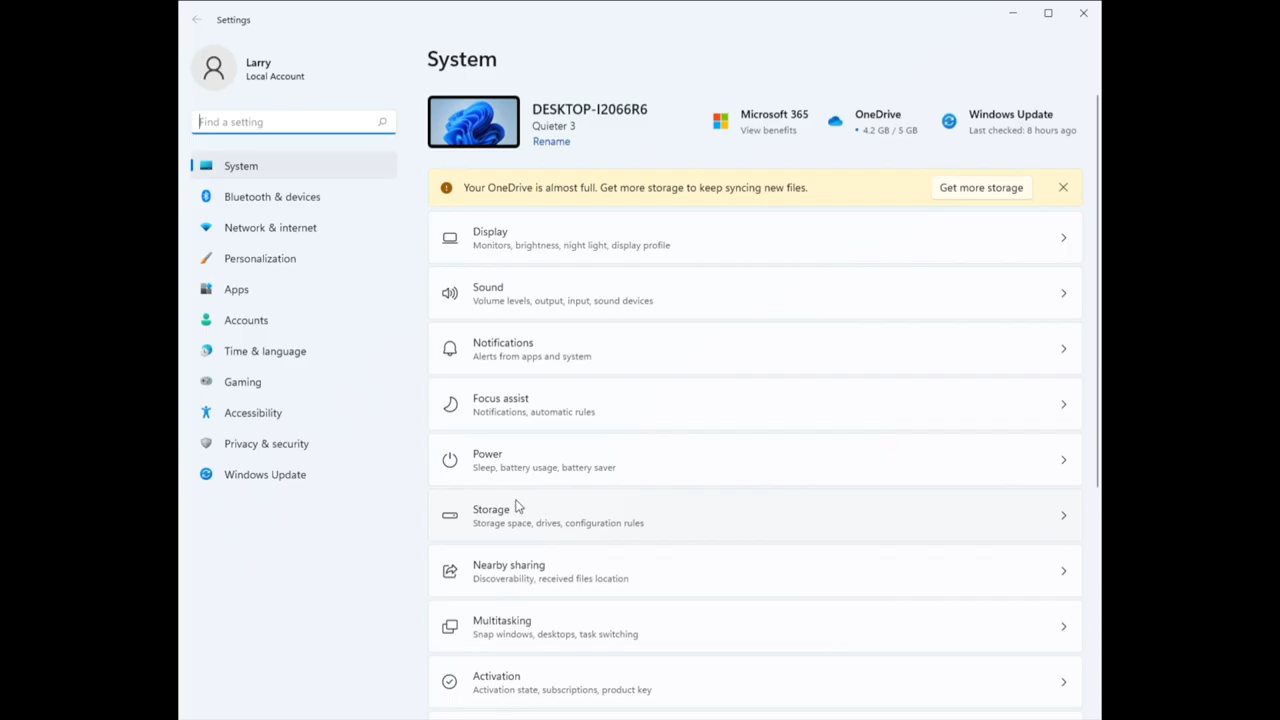 Settings
Larry
Local Account
Find a setting
System
Bluetooth & devices
Network & internet
Personalization
Apps
Accounts
Time & language
Gaming
Accessibility
Privacy & security
Windows Update
System
DESKTOP-I2066R6
Quieter 3
Rename
Microsoft 365
View benefits
OneDrive
• 4.2 GB / 5 GB
Windows Update
Last checked: 8 hours ago
Your OneDrive is almost full. Get more storage to keep syncing new files.
Get more storage
Display
Monitors, brightness, night light, display profile
Sound
Volume levels, output, input, sound devices
Notifications
Alerts from apps and system
Focus assist
Notifications, automatic rules
Power
Sleep, battery usage, battery saver
Storage
Storage space, drives, configuration rules
Nearby sharing
Discoverability, received files location
Multitasking
Snap windows, desktops, task switching
Activation
Activation state, subscriptions, product key